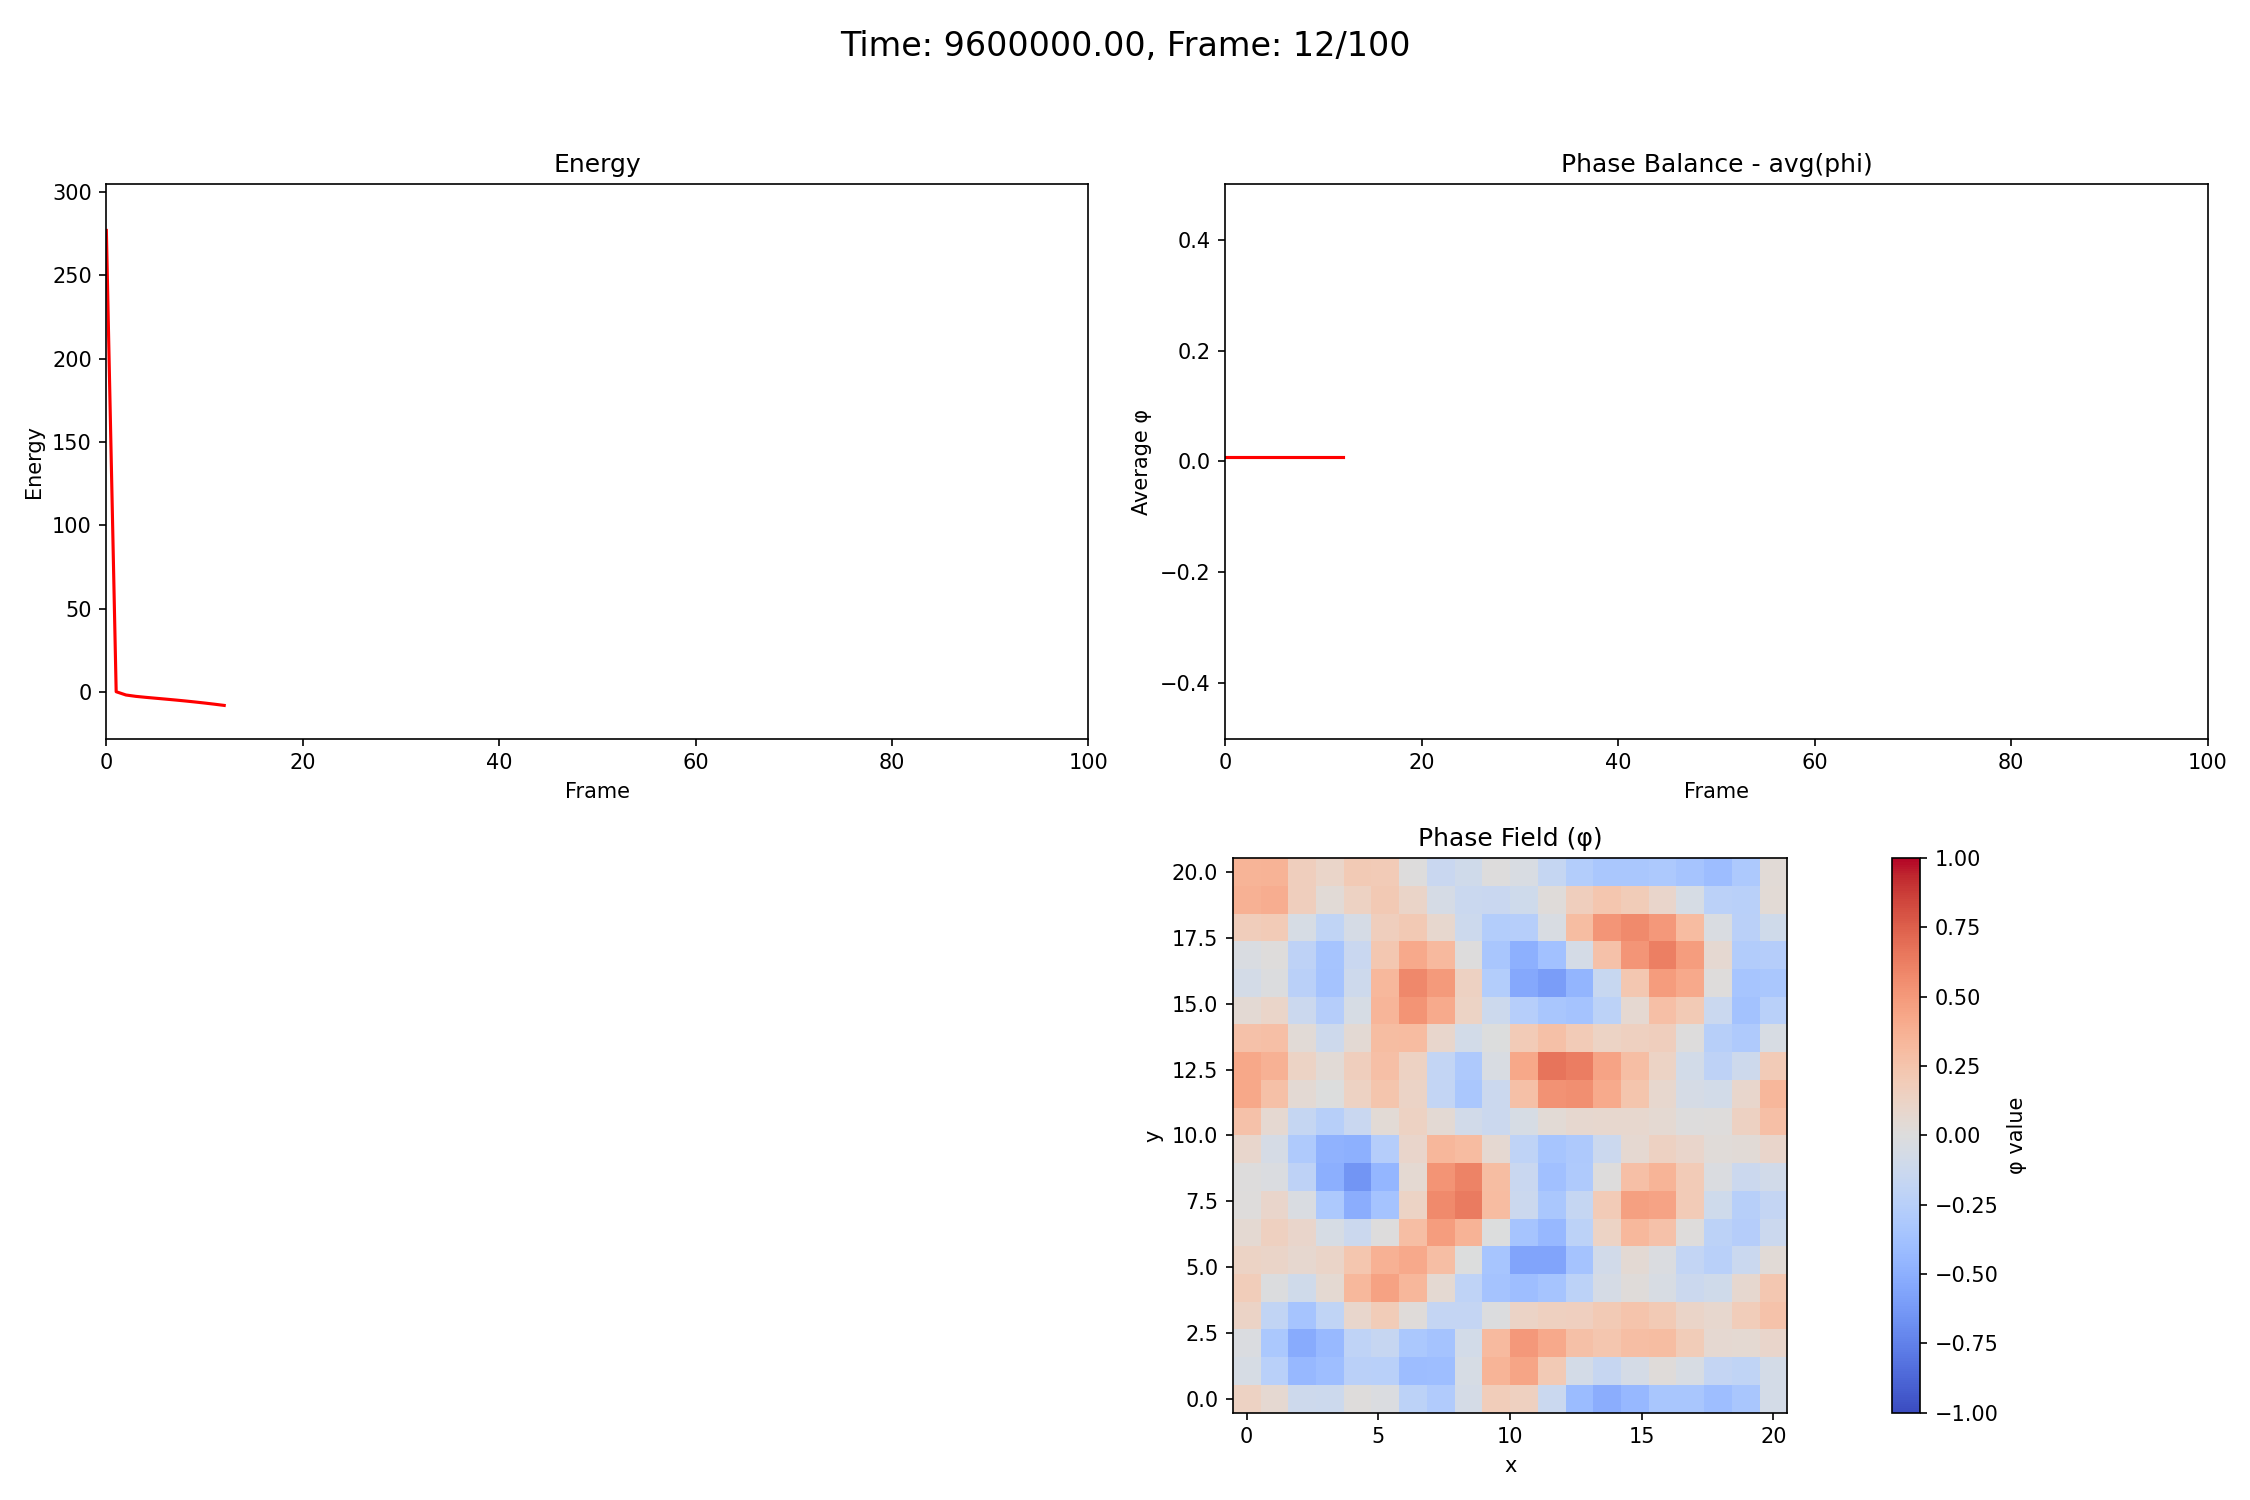 Time: 9600000.00, Frame: 12/100
Energy
300
250
200
150
100
50
0
Energy
0 20 40 60 80 100
Frame
Phase Balance - avg(phi)
0.4
0.2
0.0
−0.2
−0.4
Average φ
0 20 40 60 80 100
Frame
Phase Field (φ)
20.0
17.5
15.0
12.5
10.0
7.5
5.0
2.5
0.0
y
0 5 10 15 20
x
1.00
0.75
0.50
0.25
0.00
−0.25
−0.50
−0.75
−1.00
φ value